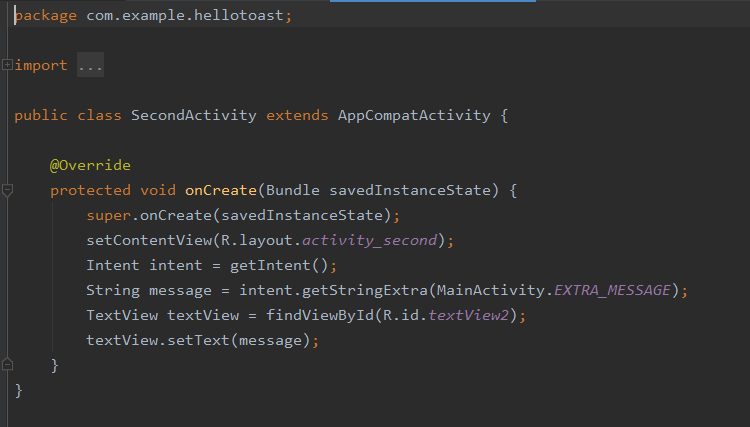 package com.example.hellotoast;
import ...
public class SecondActivity extends AppCompatActivity {
@Override
protected void onCreate(Bundle savedInstanceState) {
super.onCreate(savedInstanceState);
setContentView(R.layout.activity_second);
Intent intent = getIntent();
String message = intent.getStringExtra(MainActivity.EXTRA_MESSAGE);
TextView textView = findViewById(R.id.textView2);
textView.setText(message);
}
}